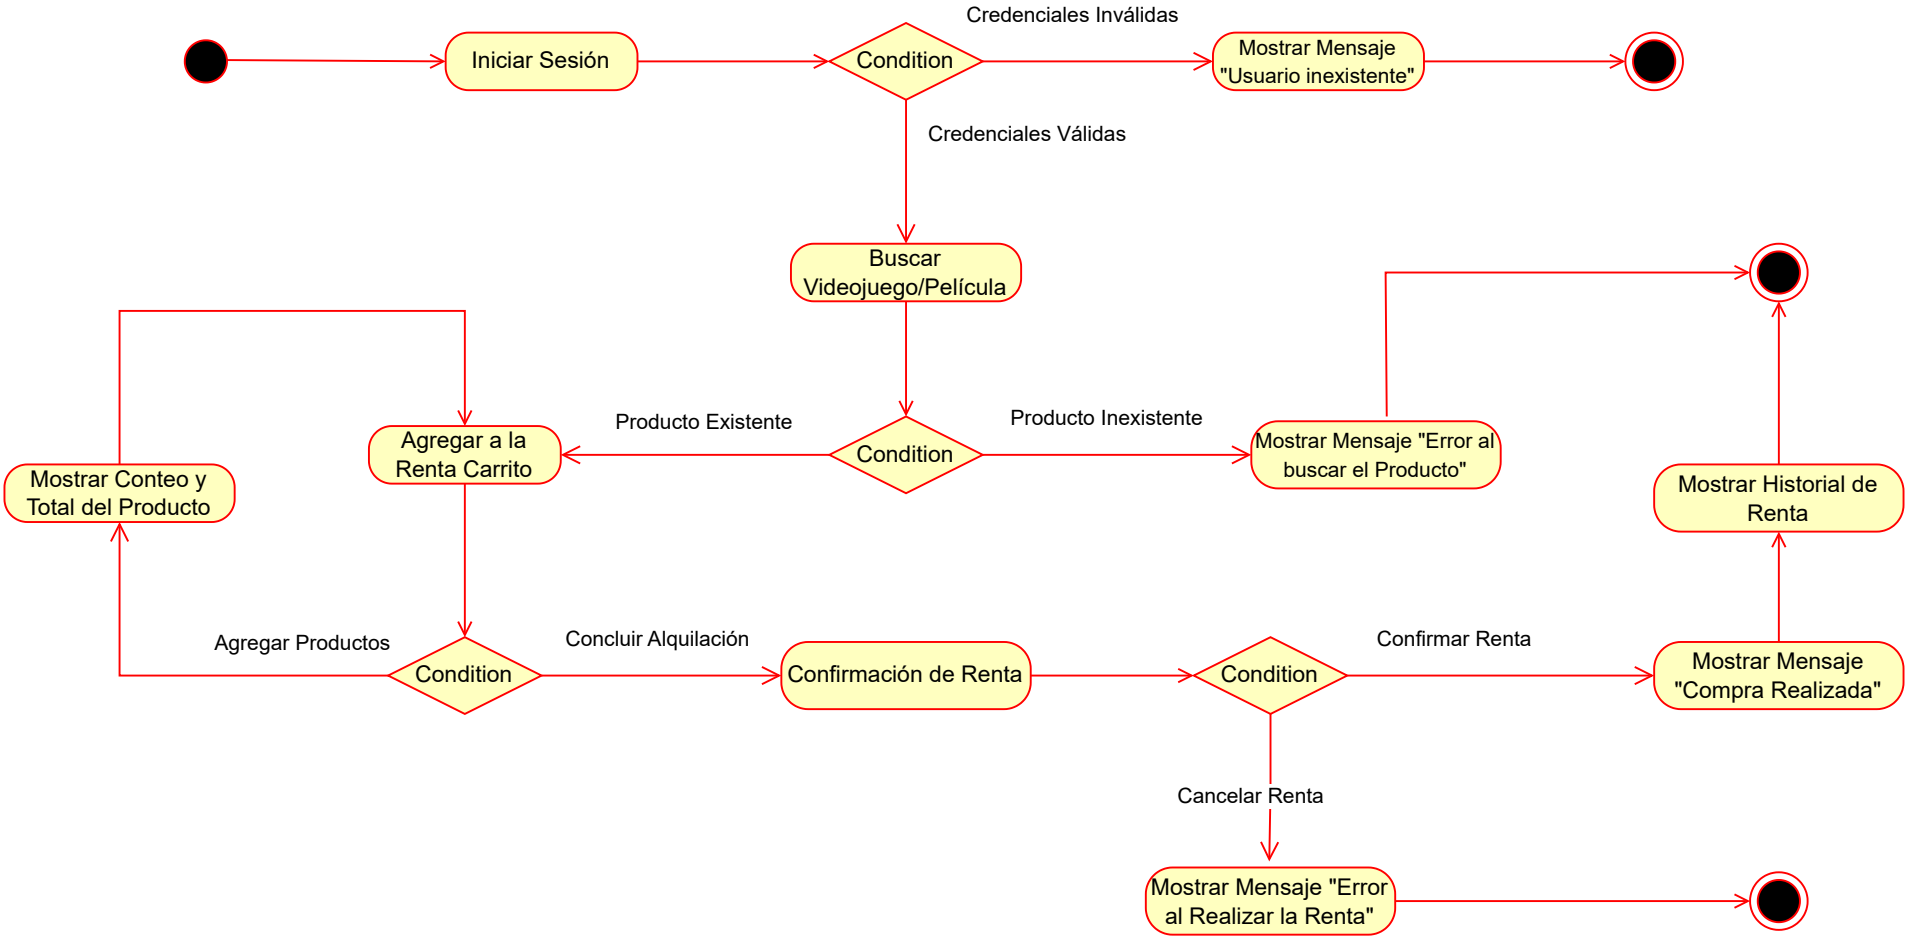 Credenciales Inválidas
Iniciar Sesión
Condition
Mostrar Mensaje
"Usuario inexistente"
Credenciales Válidas
Buscar
Videojuego/Película
Producto Existente
Condition
Producto Inexistente
Mostrar Mensaje "Error al
buscar el Producto"
Agregar a la
Renta Carrito
Mostrar Conteo y
Total del Producto
Mostrar Historial de
Renta
Agregar Productos
Condition
Concluir Alquilación
Confirmación de Renta
Condition
Confirmar Renta
Mostrar Mensaje
"Compra Realizada"
Cancelar Renta
Mostrar Mensaje "Error
al Realizar la Renta"